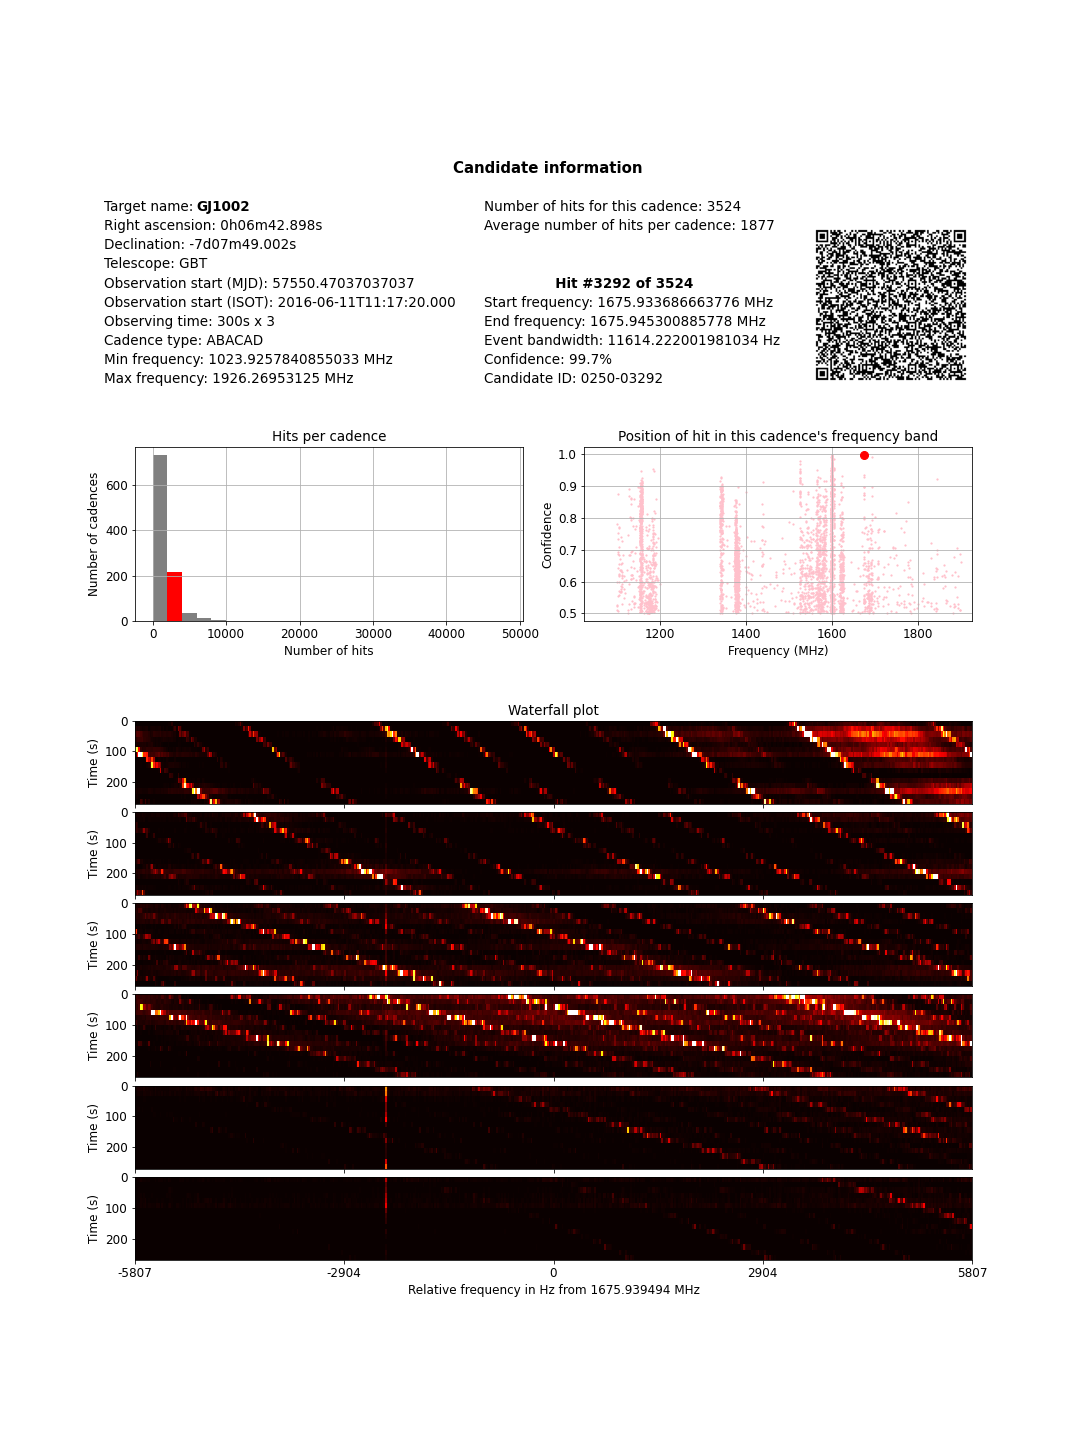 Candidate information
Target name: GJ1002
Right ascension: 0h06m42.898s
Declination: -7d07m49.002s
Telescope: GBT
Observation start (MJD): 57550.47037037037
Observation start (ISOT): 2016-06-11T11:17:20.000
Observing time: 300s x 3
Cadence type: ABACAD
Min frequency: 1023.9257840855033 MHz
Max frequency: 1926.26953125 MHz
Number of hits for this cadence: 3524
Average number of hits per cadence: 1877
Hit #3292 of 3524
Start frequency: 1675.933686663776 MHz
End frequency: 1675.945300885778 MHz
Event bandwidth: 11614.222001981034 Hz
Confidence: 99.7%
Candidate ID: 0250-03292
Hits per cadence
Number of cadences
600
400
200
0
0 10000 20000 30000 40000 50000
Number of hits
Position of hit in this cadence's frequency band
Confidence
1.0
0.9
0.8
0.7
0.6
0.5
1200 1400 1600 1800
Frequency (MHz)
Waterfall plot
Time (s)
0
100
200
Time (s)
0
100
200
Time (s)
0
100
200
Time (s)
0
100
200
Time (s)
0
100
200
Time (s)
0
100
200
-5807 -2904 0 2904 5807
Relative frequency in Hz from 1675.939494 MHz